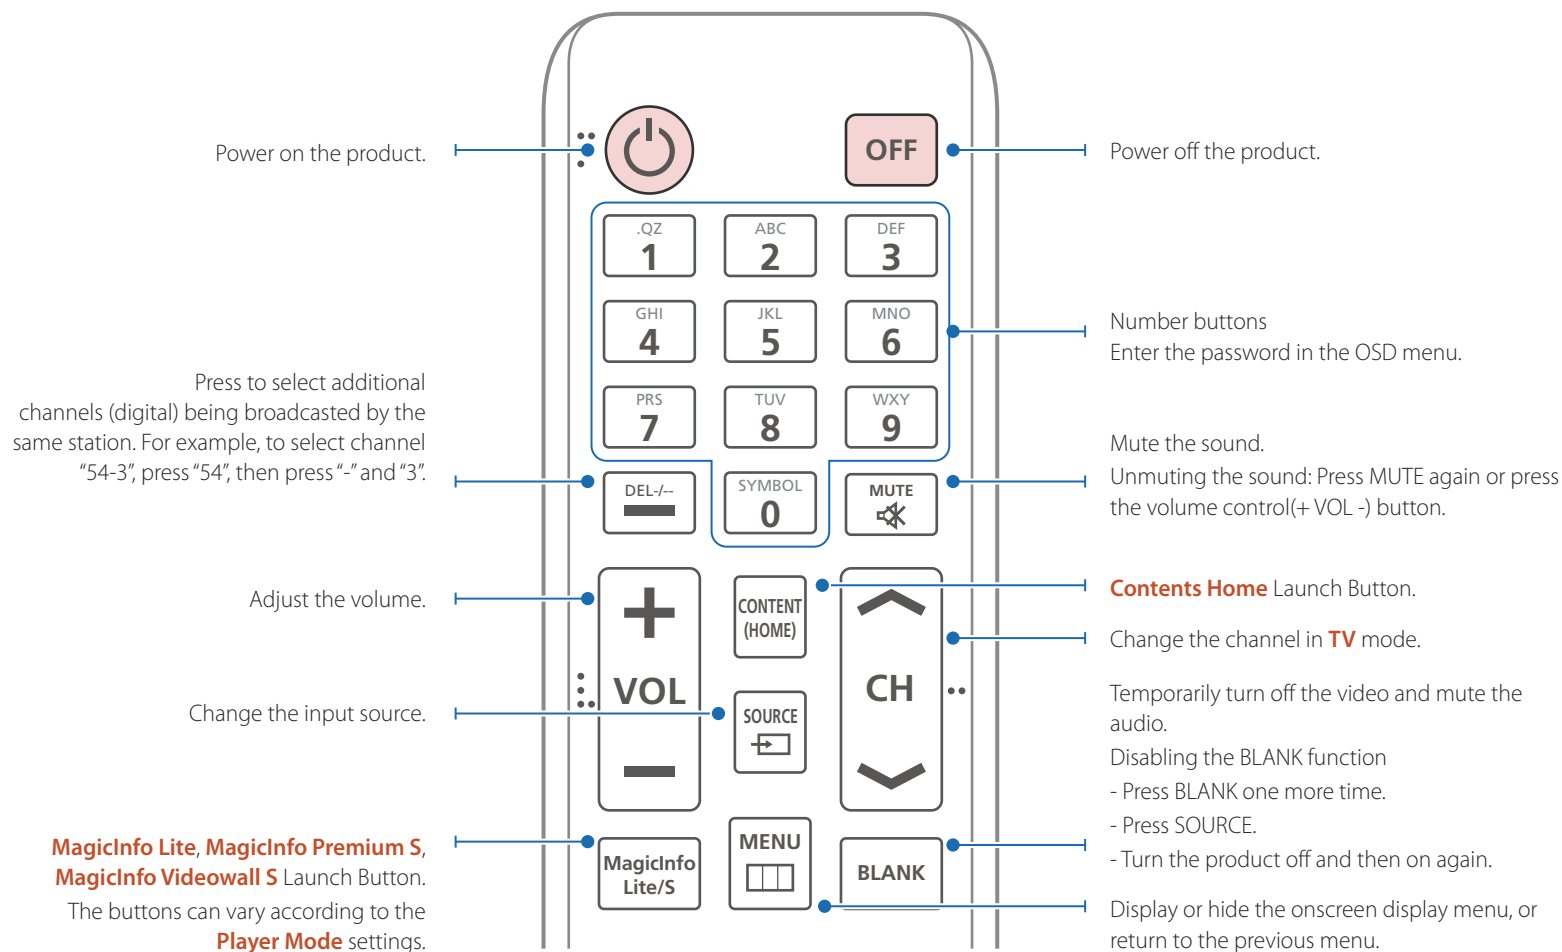 Power on the product.
OFF
Power off the product.
.QZ
1
ABC
2
DEF
3
GHI
4
JKL
5
MNO
6
Number buttons
Enter the password in the OSD menu.
PRS
7
TUV
8
WXY
9
Press to select additional
channels (digital) being broadcasted by the
same station. For example, to select channel
“54-3”, press “54”, then press “-” and “3”.
DEL-/--
SYMBOL
0
MUTE
Mute the sound.
Unmuting the sound: Press MUTE again or press
the volume control(+ VOL -) button.
Adjust the volume.
VOL
CONTENT
(HOME)
Contents Home Launch Button.
CH
Change the channel in TV mode.
Change the input source.
SOURCE
Temporarily turn off the video and mute the
audio.
Disabling the BLANK function
- Press BLANK one more time.
- Press SOURCE.
- Turn the product off and then on again.
MagicInfo Lite, MagicInfo Premium S,
MagicInfo Videowall S Launch Button.
The buttons can vary according to the
Player Mode settings.
MagicInfo
Lite/S
MENU
BLANK
Display or hide the onscreen display menu, or
return to the previous menu.